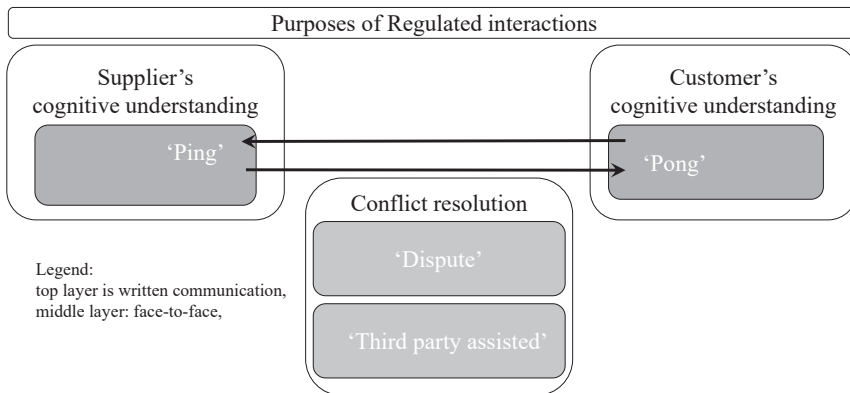 Purposes of Regulated interactions
Supplier’s
cognitive understanding
Customer’s
cognitive understanding
‘Ping’
‘Pong’
Conflict resolution
‘Dispute’
‘Third party assisted’
Legend:
top layer is written communication,
middle layer: face-to-face,